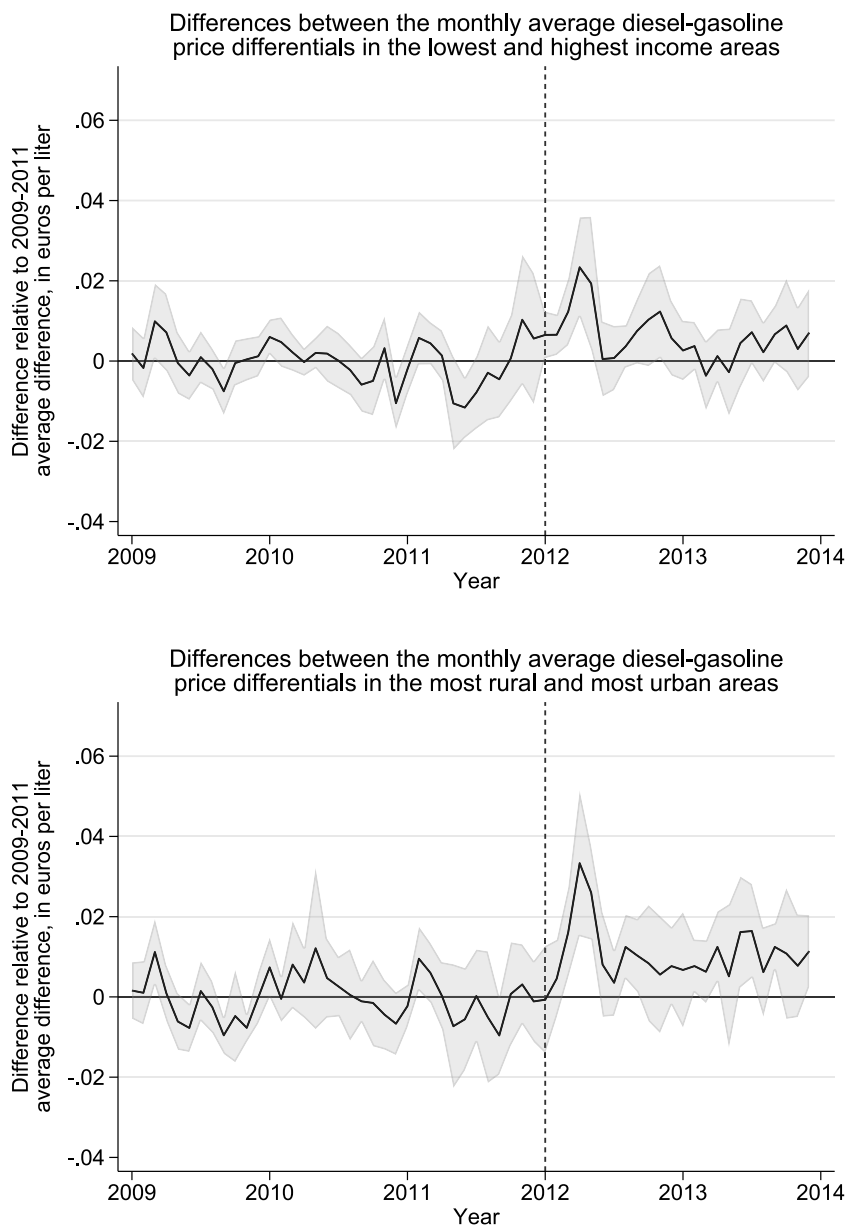 Differences between the monthly average diesel-gasoline
price differentials in the lowest and highest income areas
Difference relative to 2009-2011
average difference, in euros per liter
.06
.04
.02
0
-.02
-.04
2009 2010 2011 2012 2013 2014
Year
Differences between the monthly average diesel-gasoline
price differentials in the most rural and most urban areas
Difference relative to 2009-2011
average difference, in euros per liter
.06
.04
.02
0
-.02
-.04
2009 2010 2011 2012 2013 2014
Year